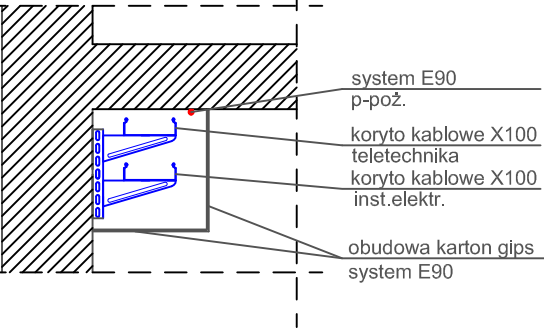 system E90
p-poż.
koryto kablowe X100
teletechnika
koryto kablowe X100
inst.elektr.
obudowa karton gips
system E90